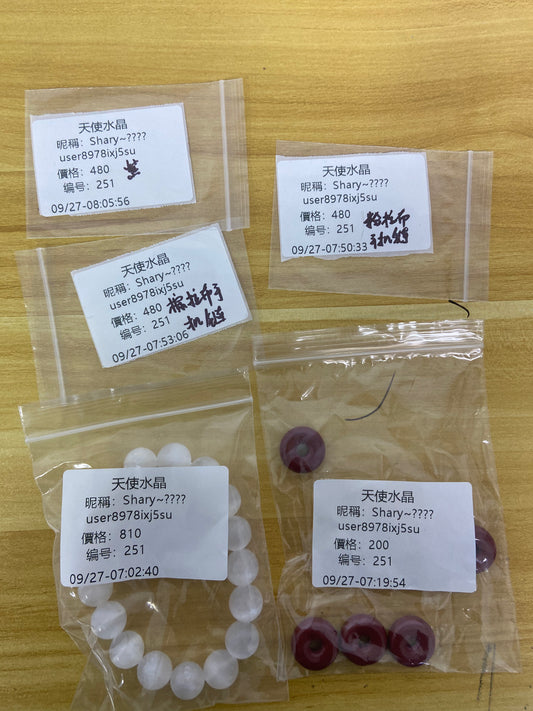 天使水晶
昵稱：Shary~????
user8978ixj5su
價格：480
编号：251
09/27-08:05:56
天使水晶
昵稱：Shary~????
user8978ixj5su
價格：480
编号：251
手机链
09/27-07:50:33
天使水晶
昵稱：Shary~????
user8978ixj5su
價格：480
编号：251
机链
09/27-07:53:06
天使水晶
昵稱：Shary~????
user8978ixj5su
價格：810
编号：251
09/27-07:02:40
天使水晶
昵稱：Shary~????
user8978ixj5su
價格：200
编号：251
09/27-07:19:54